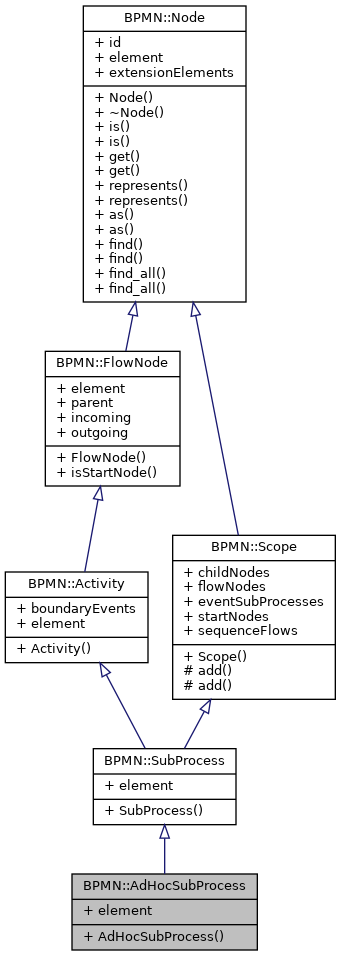 BPMN::Node
+ id
+ element
+ extensionElements
+ Node()
+ ~Node()
+ is()
+ is()
+ get()
+ get()
+ represents()
+ represents()
+ as()
+ as()
+ find()
+ find()
+ find_all()
+ find_all()
BPMN::FlowNode
+ element
+ parent
+ incoming
+ outgoing
+ FlowNode()
+ isStartNode()
BPMN::Scope
+ childNodes
+ flowNodes
+ eventSubProcesses
+ startNodes
+ sequenceFlows
+ Scope()
# add()
# add()
BPMN::Activity
+ boundaryEvents
+ element
+ Activity()
BPMN::SubProcess
+ element
+ SubProcess()
BPMN::AdHocSubProcess
+ element
+ AdHocSubProcess()